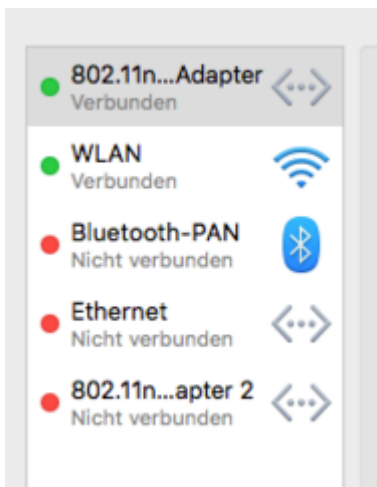 802.11n...Adapter
Verbunden
WLAN
Verbunden
Bluetooth-PAN
Nicht verbunden
Ethernet
Nicht verbunden
802.11n...apter 2
Nicht verbunden